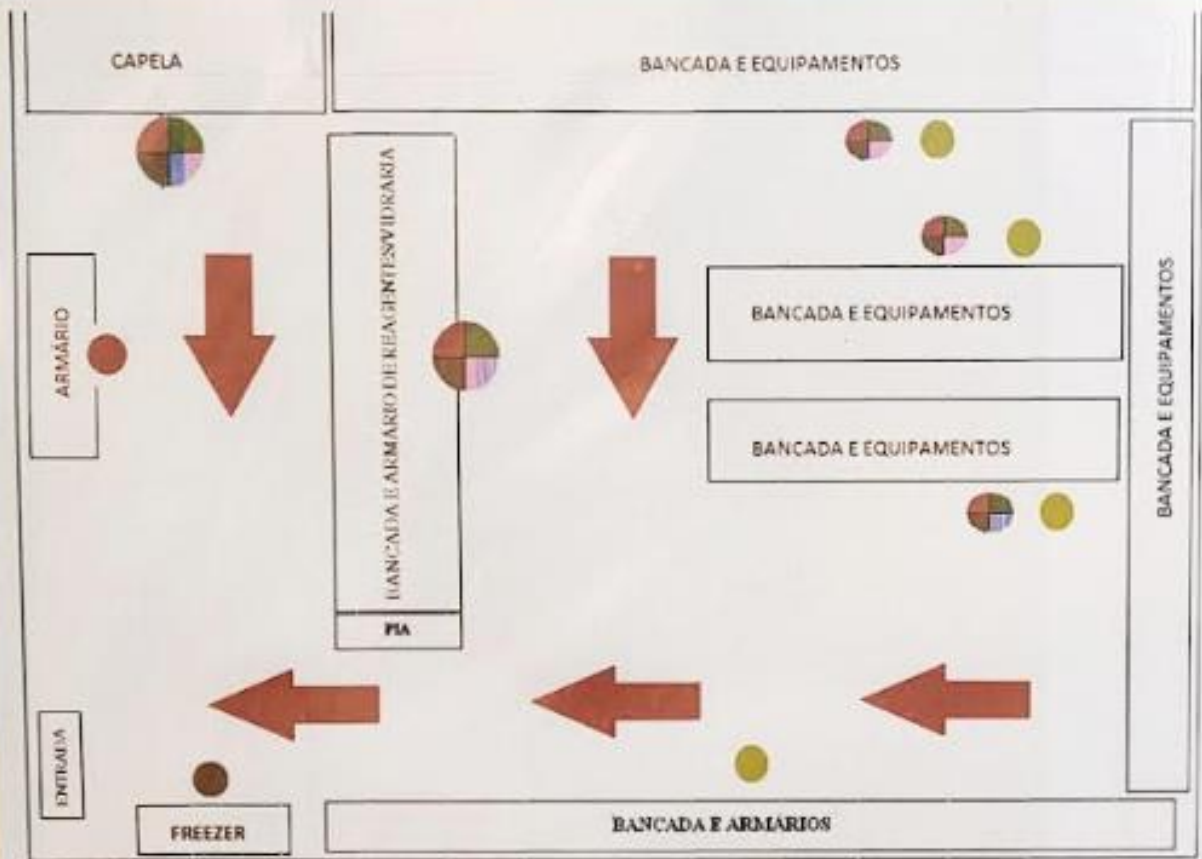 CAPELA
BANCADA E EQUIPAMENTOS
ARMÁRIO
BANCADA E ARMÁRIO DE REAGENTES/VIDRARIA
BANCADA E EQUIPAMENTOS
BANCADA E EQUIPAMENTOS
BANCADA E EQUIPAMENTOS
PIA
ENTRADA
FREEZER
BANCADA E ARMÁRIOS